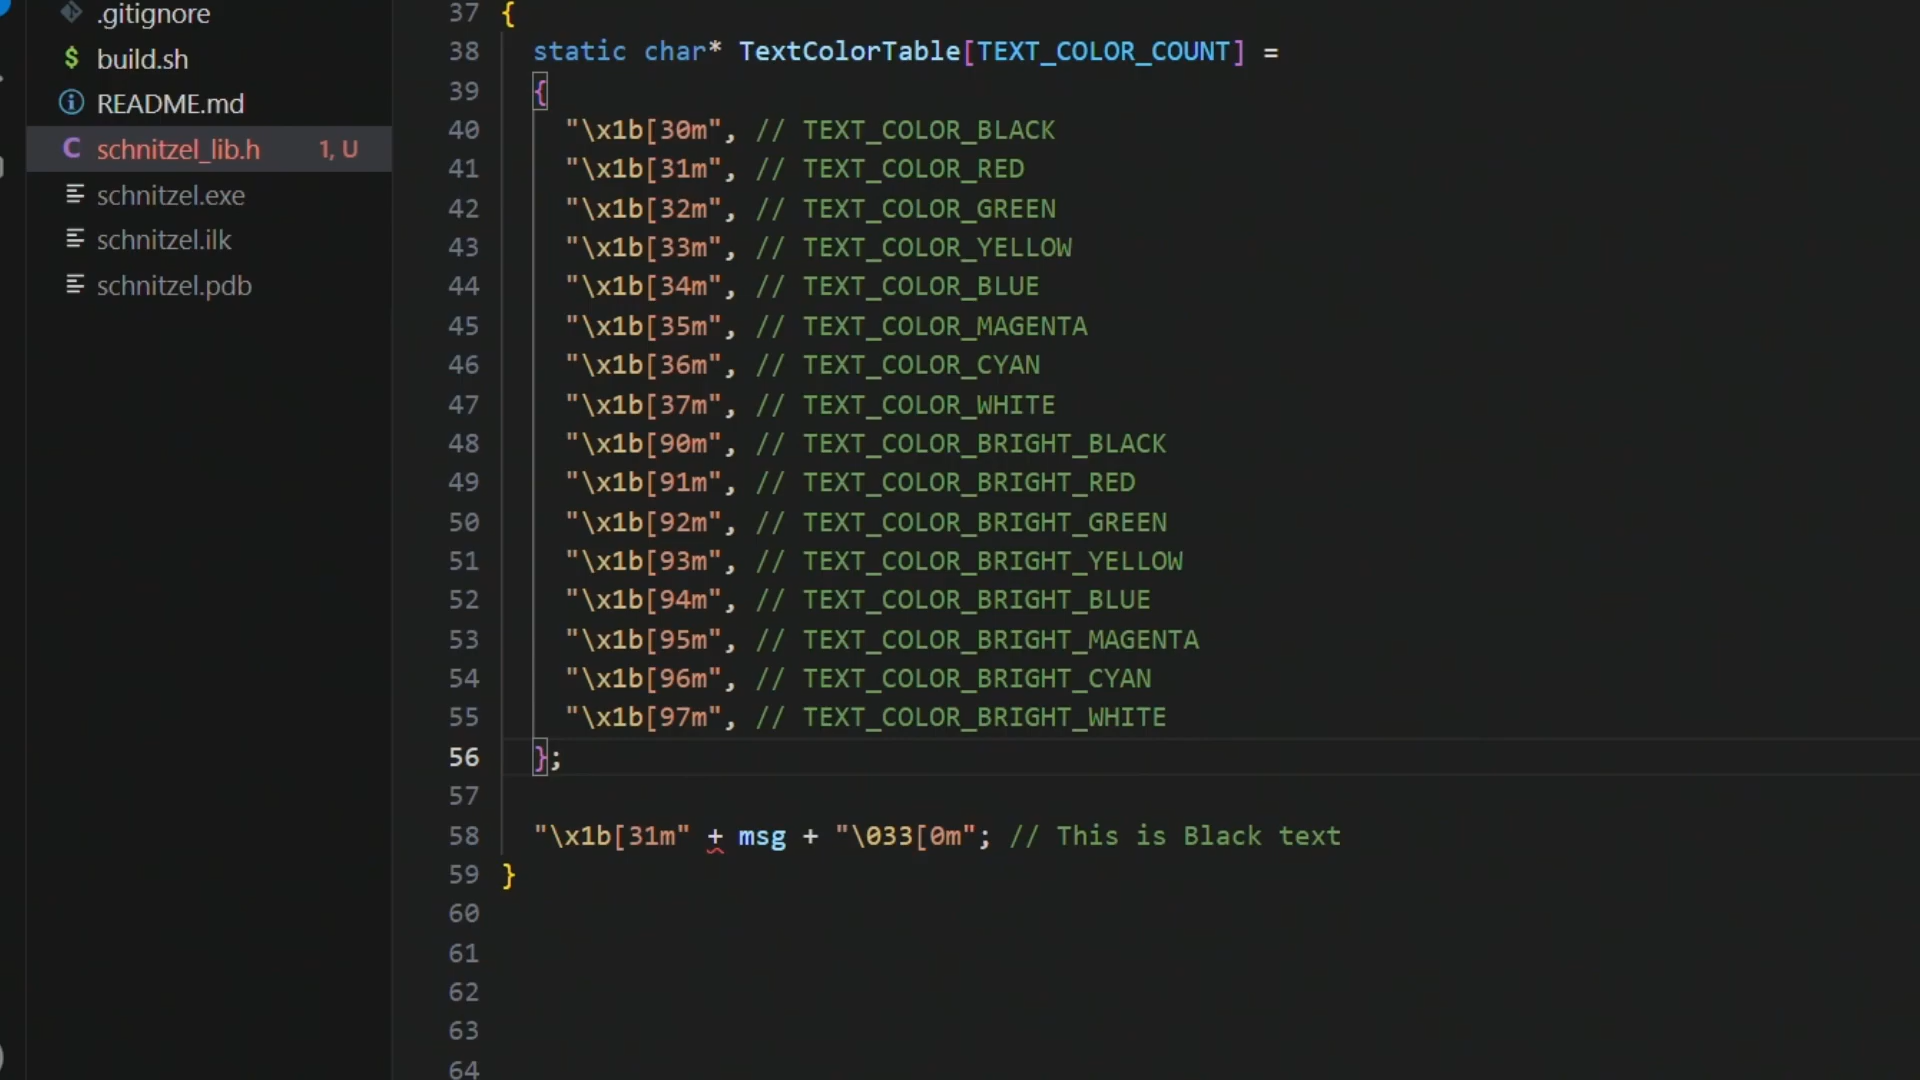 .gitignore
$ build.sh
README.md
C schnitzel_lib.h 1, U
schnitzel.exe
schnitzel.ilk
schnitzel.pdb
37 {
38 static char* TextColorTable[TEXT_COLOR_COUNT] =
39 {
40 "\x1b[30m", // TEXT_COLOR_BLACK
41 "\x1b[31m", // TEXT_COLOR_RED
42 "\x1b[32m", // TEXT_COLOR_GREEN
43 "\x1b[33m", // TEXT_COLOR_YELLOW
44 "\x1b[34m", // TEXT_COLOR_BLUE
45 "\x1b[35m", // TEXT_COLOR_MAGENTA
46 "\x1b[36m", // TEXT_COLOR_CYAN
47 "\x1b[37m", // TEXT_COLOR_WHITE
48 "\x1b[90m", // TEXT_COLOR_BRIGHT_BLACK
49 "\x1b[91m", // TEXT_COLOR_BRIGHT_RED
50 "\x1b[92m", // TEXT_COLOR_BRIGHT_GREEN
51 "\x1b[93m", // TEXT_COLOR_BRIGHT_YELLOW
52 "\x1b[94m", // TEXT_COLOR_BRIGHT_BLUE
53 "\x1b[95m", // TEXT_COLOR_BRIGHT_MAGENTA
54 "\x1b[96m", // TEXT_COLOR_BRIGHT_CYAN
55 "\x1b[97m", // TEXT_COLOR_BRIGHT_WHITE
56 };
57
58 "\x1b[31m" + msg + "\033[0m"; // This is Black text
59 }
60
61
62
63
64